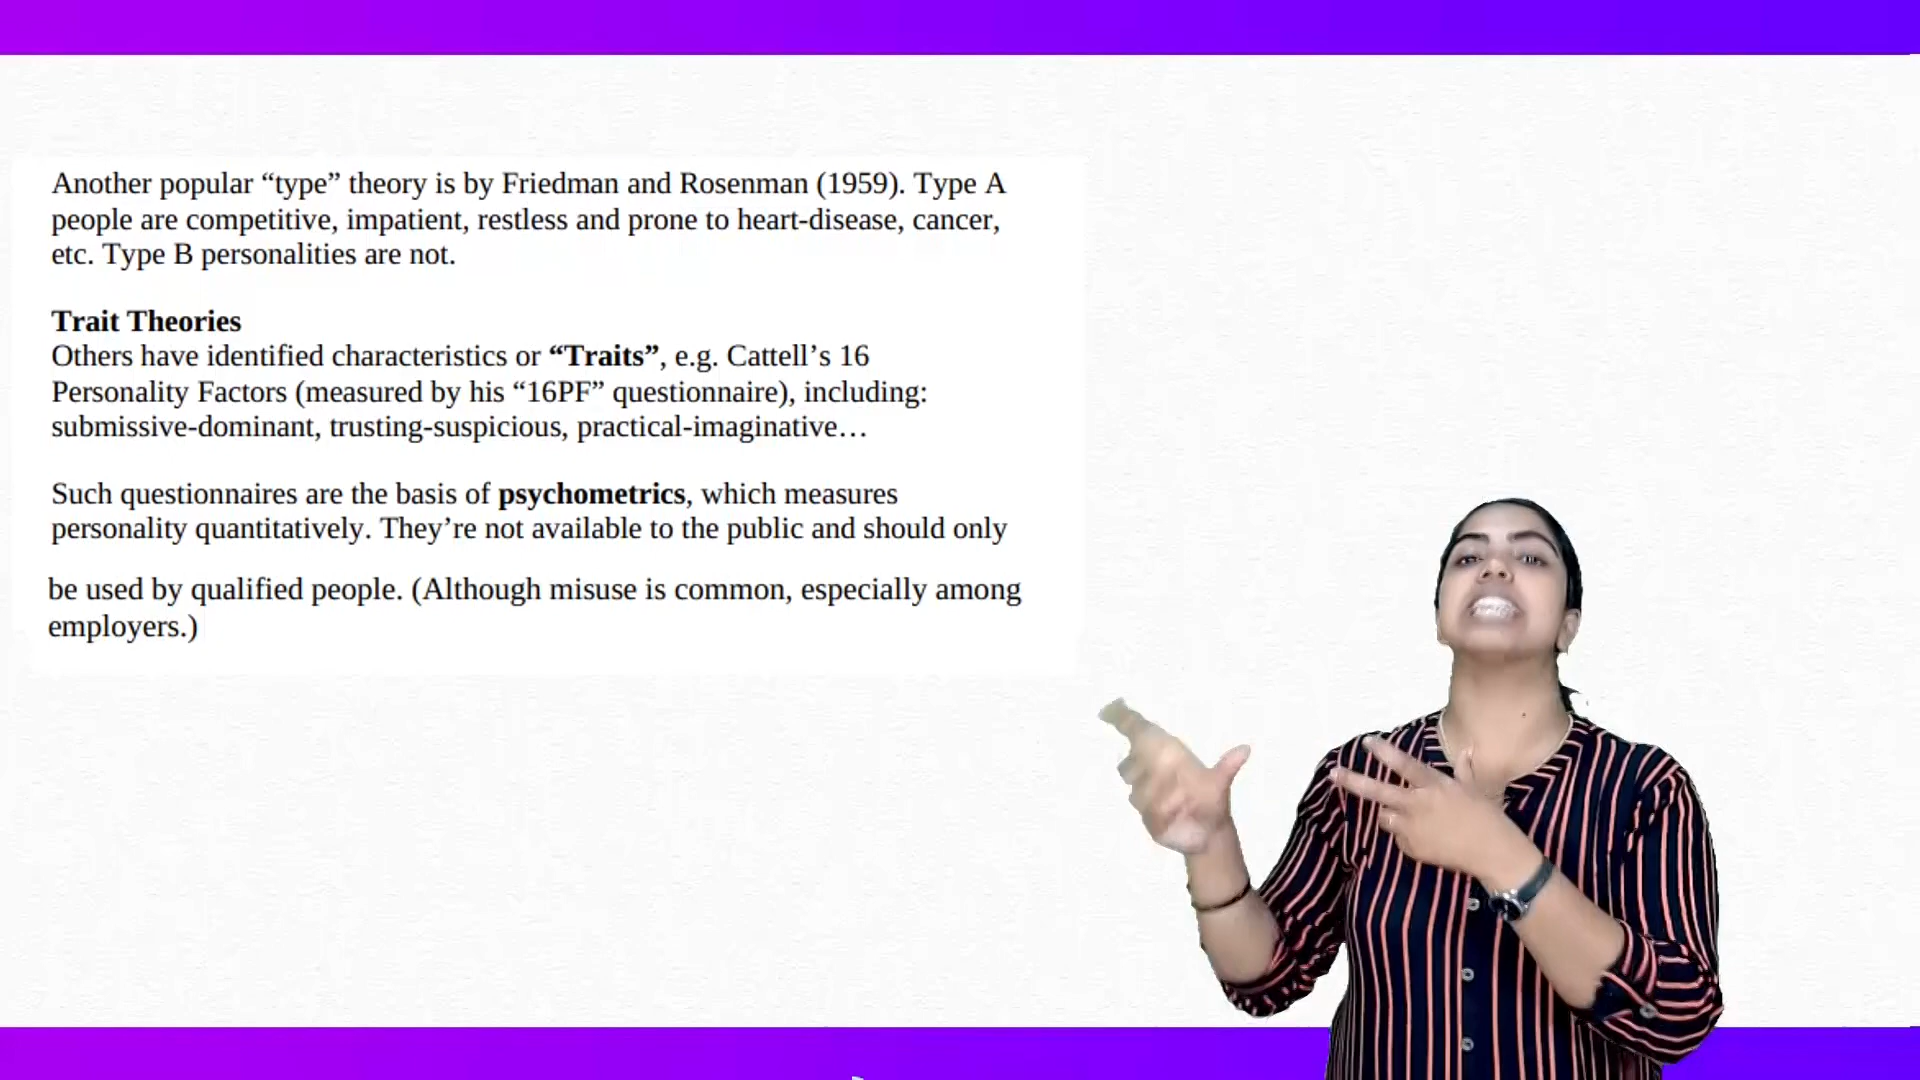 Another popular “type” theory is by Friedman and Rosenman (1959). Type A
people are competitive, impatient, restless and prone to heart-disease, cancer,
etc. Type B personalities are not.
Trait Theories
Others have identified characteristics or “Traits”, e.g. Cattell’s 16
Personality Factors (measured by his “16PF” questionnaire), including:
submissive-dominant, trusting-suspicious, practical-imaginative…
Such questionnaires are the basis of psychometrics, which measures
personality quantitatively. They’re not available to the public and should only
be used by qualified people. (Although misuse is common, especially among
employers.)